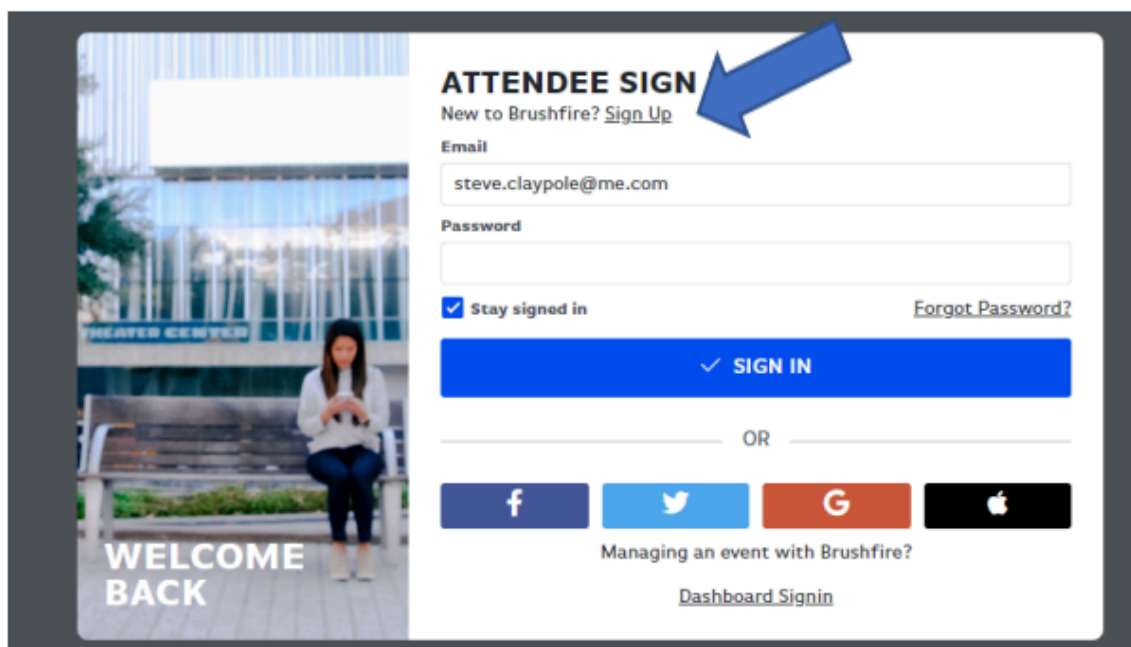 ATTENDEE SIGN
New to Brushfire? Sign Up
Email
steve.claypole@me.com
Password
Stay signed in
Forgot Password?
SIGN IN
OR
f
G
Managing an event with Brushfire?
Dashboard Signin
THEATER CENTER
WELCOME
BACK